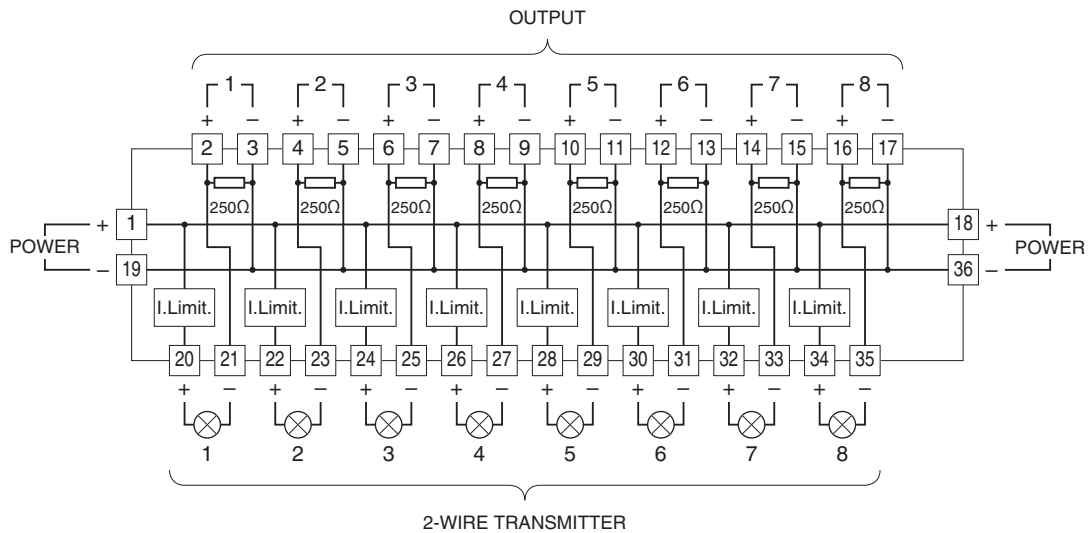 OUTPUT
1 2 3 4 5 6 7 8
+ − + − + − + − + − + − + − + −
2 3 4 5 6 7 8 9 10 11 12 13 14 15 16 17
250Ω 250Ω 250Ω 250Ω 250Ω 250Ω 250Ω 250Ω
+ 1 18 +
POWER POWER
− 19 36 −
I.Limit. I.Limit. I.Limit. I.Limit. I.Limit. I.Limit. I.Limit. I.Limit.
20 21 22 23 24 25 26 27 28 29 30 31 32 33 34 35
+ − + − + − + − + − + − + − + −
1 2 3 4 5 6 7 8
2-WIRE TRANSMITTER